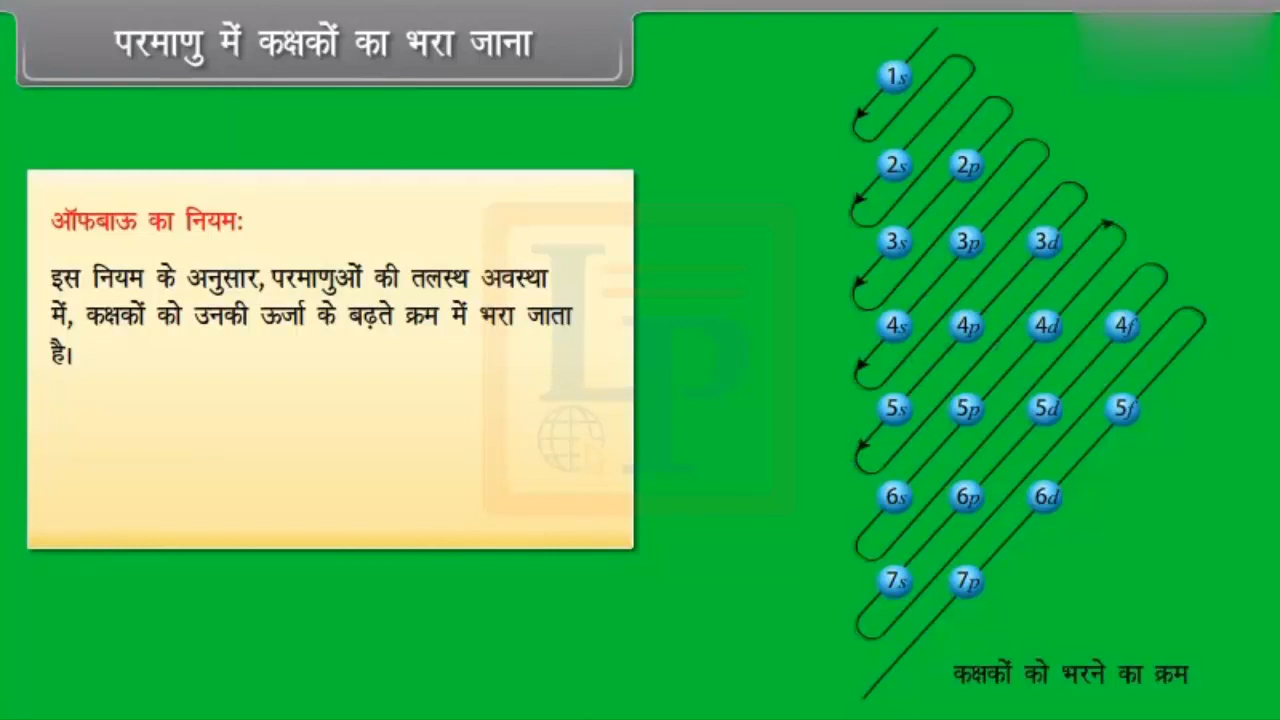 परमाणु में कक्षकों का भरा जाना
ऑफबाऊ का नियम:
इस नियम के अनुसार, परमाणुओं की तलस्थ अवस्था
में, कक्षकों को उनकी ऊर्जा के बढ़ते क्रम में भरा जाता
है।
1s
2s 2p
3s 3p 3d
4s 4p 4d 4f
5s 5p 5d 5f
6s 6p 6d
7s 7p
कक्षकों को भरने का क्रम
LP